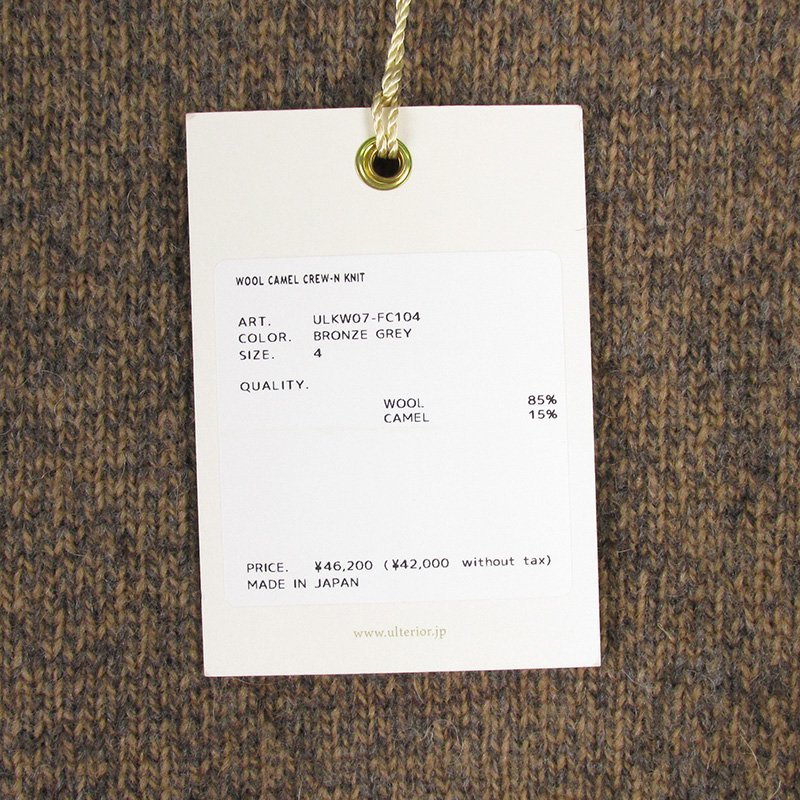 WOOL CAMEL CREW-N KNIT
ART. ULKW07-FC104
COLOR. BRONZE GREY
SIZE. 4
QUALITY.
WOOL 85%
CAMEL 15%
PRICE. ¥46,200 (¥42,000 without tax)
MADE IN JAPAN
www.ulterior.jp